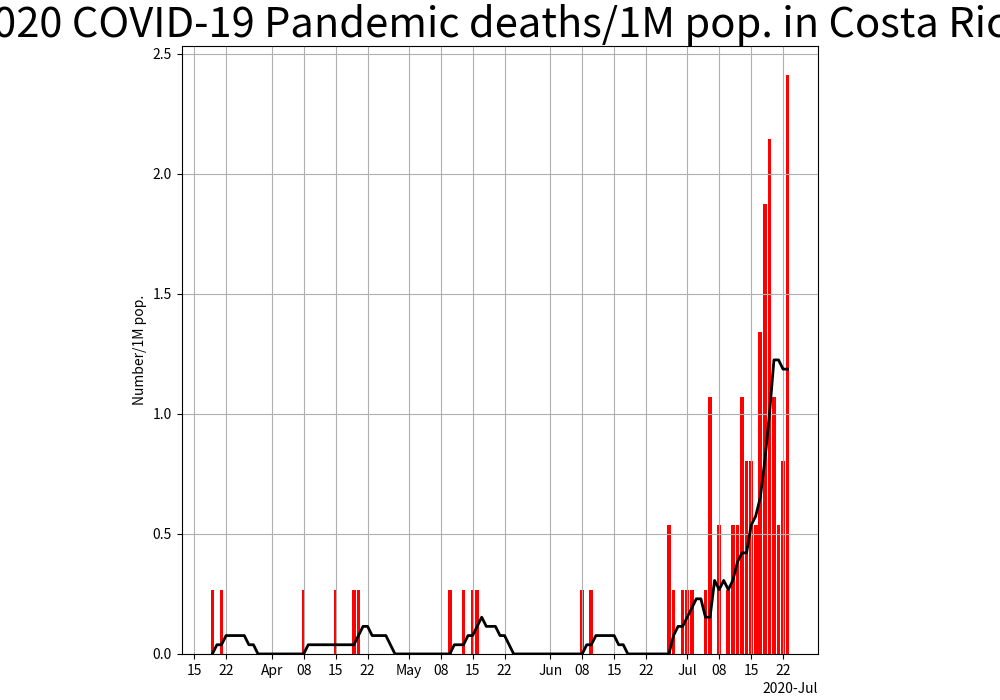 020 COVID-19 Pandemic deaths/1M pop. in Costa Ric
2.5
2.0
1.5
1.0
0.5
0.0
Number/1M pop.
15 22 Apr 08 15 22 May 08 15 22 Jun 08 15 22 Jul 08 15 22
2020-Jul